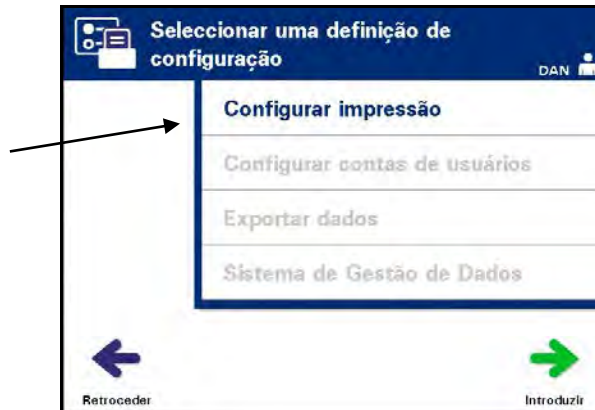 Seleccionar uma definição de
configuração
DAN
Configurar impressão
Configurar contas de usuários
Exportar dados
Sistema de Gestão de Dados
Retroceder
Introduzir